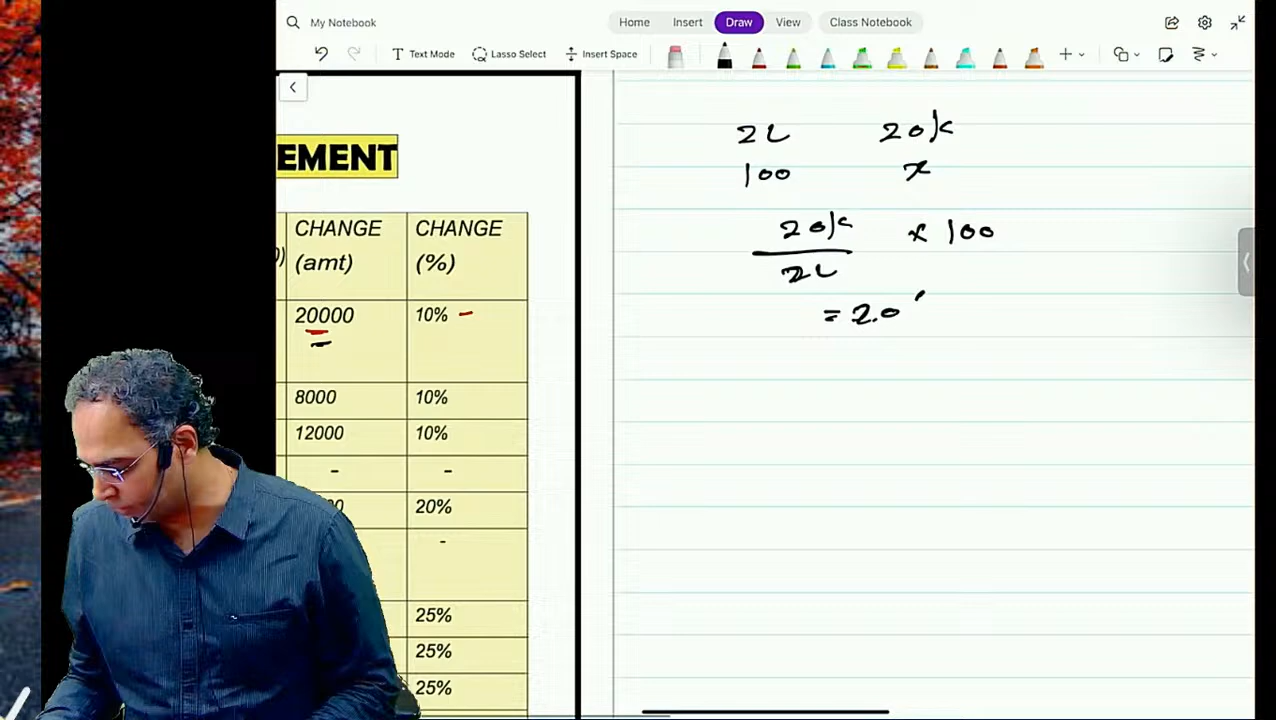 My Notebook
Home Insert Draw View Class Notebook
Text Mode Lasso Select Insert Space
EMENT
CHANGE (amt) CHANGE (%)
20000 10%
8000 10%
12000 10%
- -
20%
-
25%
25%
25%
2L 20k
100 x
20k x 100
2L
= 20